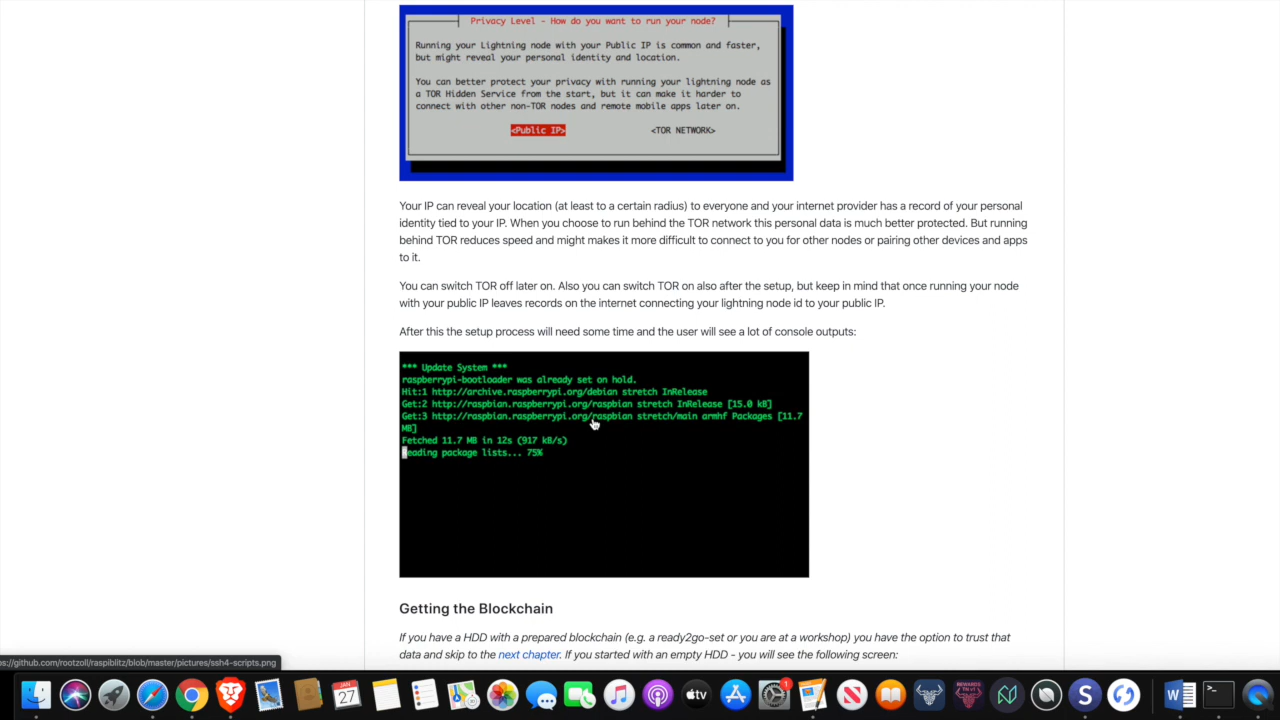 Privacy Level - How do you want to run your node?
Running your Lightning node with your Public IP is common and faster,
but might reveal your personal identity and location.
You can better protect your privacy with running your lightning node as
a TOR Hidden Service from the start, but it can make it harder to
connect with other non-TOR nodes and remote mobile apps later on.
<Public IP> <TOR NETWORK>
Your IP can reveal your location (at least to a certain radius) to everyone and your internet provider has a record of your personal
identity tied to your IP. When you choose to run behind the TOR network this personal data is much better protected. But running
behind TOR reduces speed and might makes it more difficult to connect to you for other nodes or pairing other devices and apps
to it.
You can switch TOR off later on. Also you can switch TOR on also after the setup, but keep in mind that once running your node
with your public IP leaves records on the internet connecting your lightning node id to your public IP.
After this the setup process will need some time and the user will see a lot of console outputs:
*** Update System ***
raspberrypi-bootloader was already set on hold.
Hit:1 http://archive.raspberrypi.org/debian stretch InRelease
Get:2 http://raspbian.raspberrypi.org/raspbian stretch InRelease [15.0 kB]
Get:3 http://raspbian.raspberrypi.org/raspbian stretch/main armhf Packages [11.7
MB]
Fetched 11.7 MB in 12s (917 kB/s)
eading package lists... 75%
Getting the Blockchain
If you have a HDD with a prepared blockchain (e.g. a ready2go-set or you are at a workshop) you have the option to trust that
data and skip to the next chapter. If you started with an empty HDD - you will see the following screen:
ps://github.com/rootzoll/raspiblitz/blob/master/pictures/ssh4-scripts.png
JAN
27
tv
1
REWARDS
S
W
>_